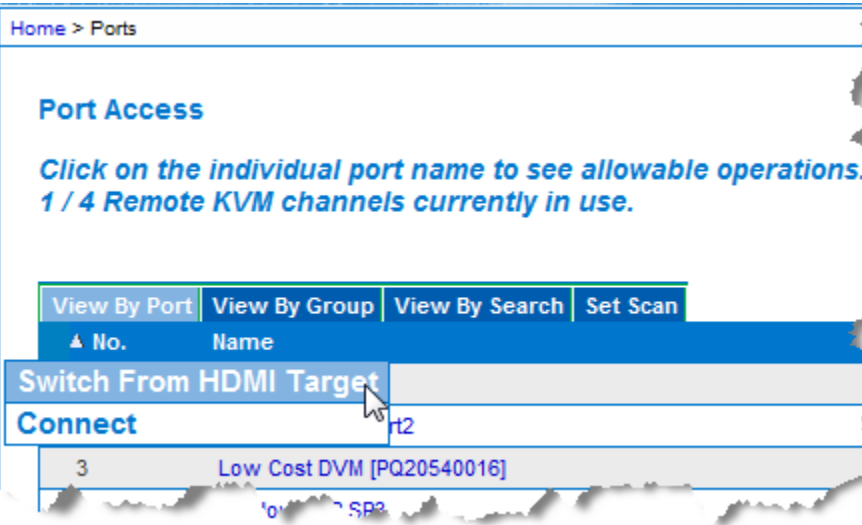 Home > Ports
Port Access
Click on the individual port name to see allowable operations.
1 / 4 Remote KVM channels currently in use.
View By Port View By Group View By Search Set Scan
▲ No. Name
Switch From HDMI Target
Connect
3 Low Cost DVM [PQ20540016]